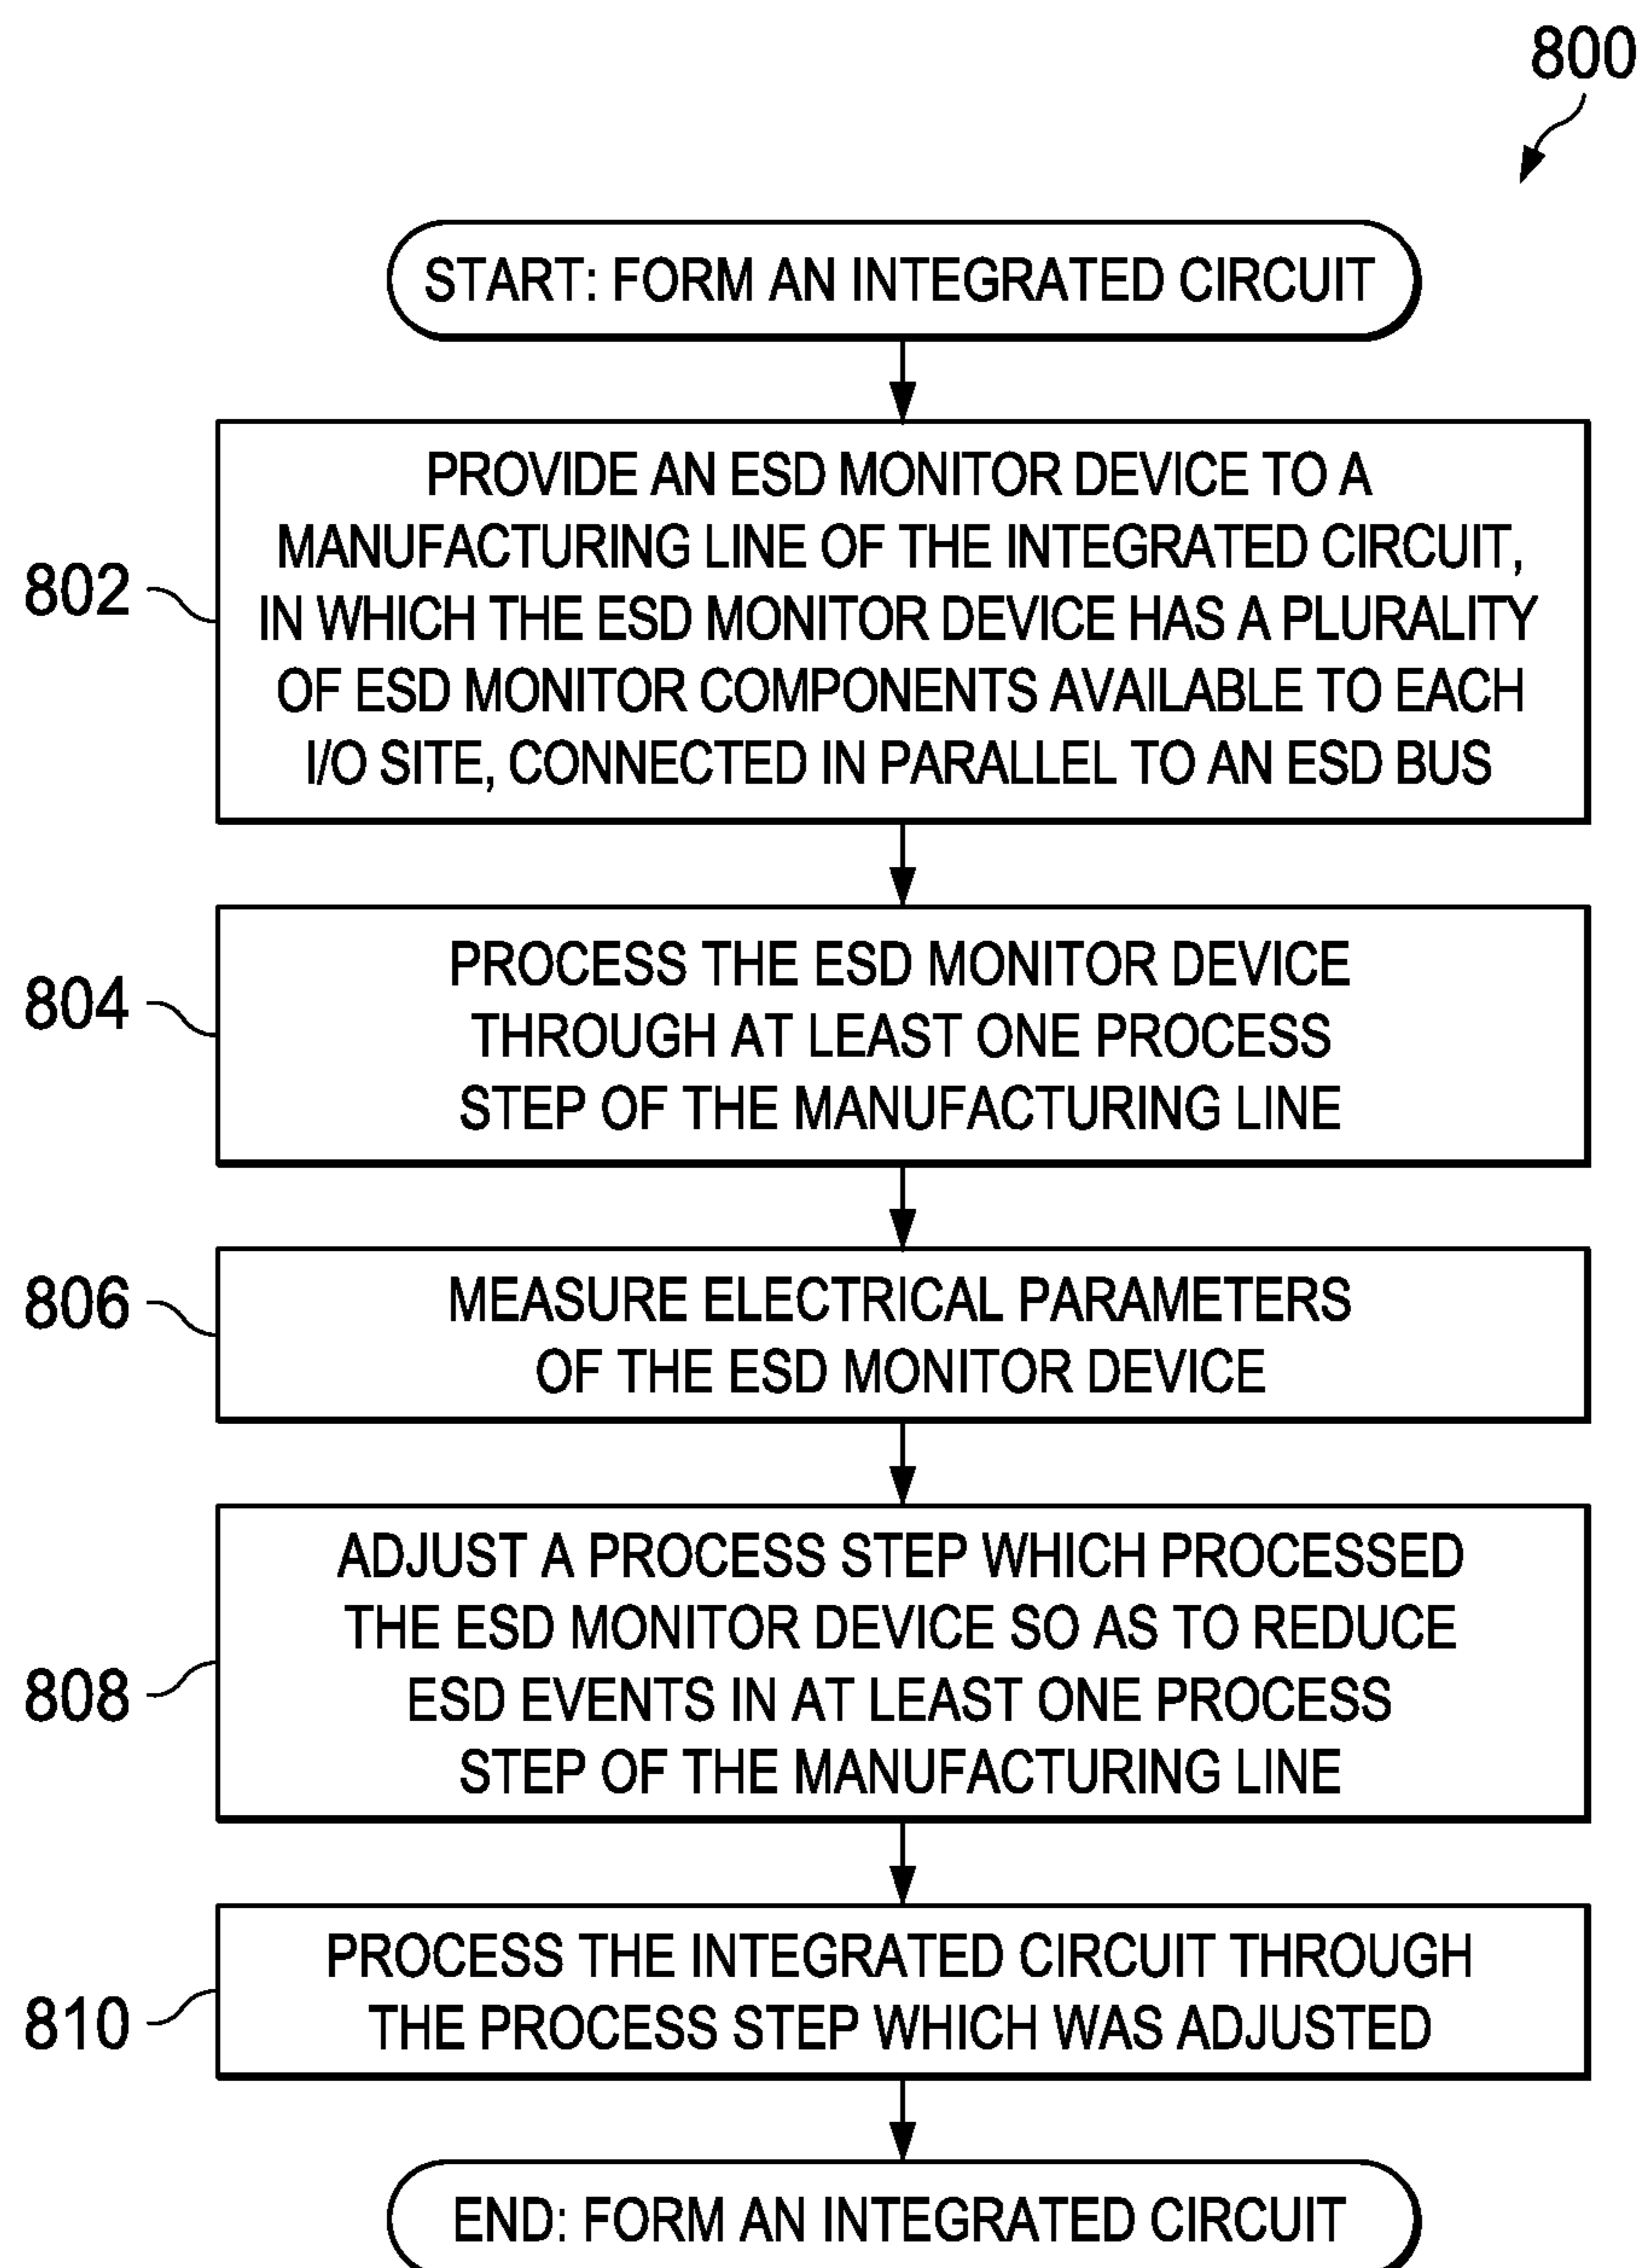 800
START: FORM AN INTEGRATED CIRCUIT
802
PROVIDE AN ESD MONITOR DEVICE TO A
MANUFACTURING LINE OF THE INTEGRATED CIRCUIT,
IN WHICH THE ESD MONITOR DEVICE HAS A PLURALITY
OF ESD MONITOR COMPONENTS AVAILABLE TO EACH
I/O SITE, CONNECTED IN PARALLEL TO AN ESD BUS
804
PROCESS THE ESD MONITOR DEVICE
THROUGH AT LEAST ONE PROCESS
STEP OF THE MANUFACTURING LINE
806
MEASURE ELECTRICAL PARAMETERS
OF THE ESD MONITOR DEVICE
808
ADJUST A PROCESS STEP WHICH PROCESSED
THE ESD MONITOR DEVICE SO AS TO REDUCE
ESD EVENTS IN AT LEAST ONE PROCESS
STEP OF THE MANUFACTURING LINE
810
PROCESS THE INTEGRATED CIRCUIT THROUGH
THE PROCESS STEP WHICH WAS ADJUSTED
END: FORM AN INTEGRATED CIRCUIT